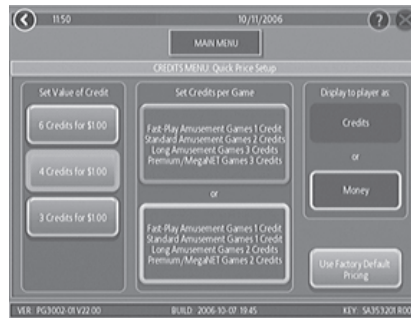 11:50
10/11/2006
?
MAIN MENU
CREDITS MENU: Quick Price Setup
Set Value of Credit
6 Credits for $1.00
4 Credits for $1.00
3 Credits for $1.00
Set Credits per Game
Fast-Play Amusement Games 1 Credit
Standard Amusement Games 2 Credits
Long Amusement Games 3 Credits
Premium/MegaNET Games 3 Credits
or
Fast-Play Amusement Games 1 Credit
Standard Amusement Games 1 Credit
Long Amusement Games 2 Credits
Premium/MegaNET Games 2 Credits
Display to player as:
Credits
or
Money
Use Factory Default
Pricing
VER: PG3002-01 V22.00
BUILD: 2006-10-07 19:45
KEY: SA353201 R00